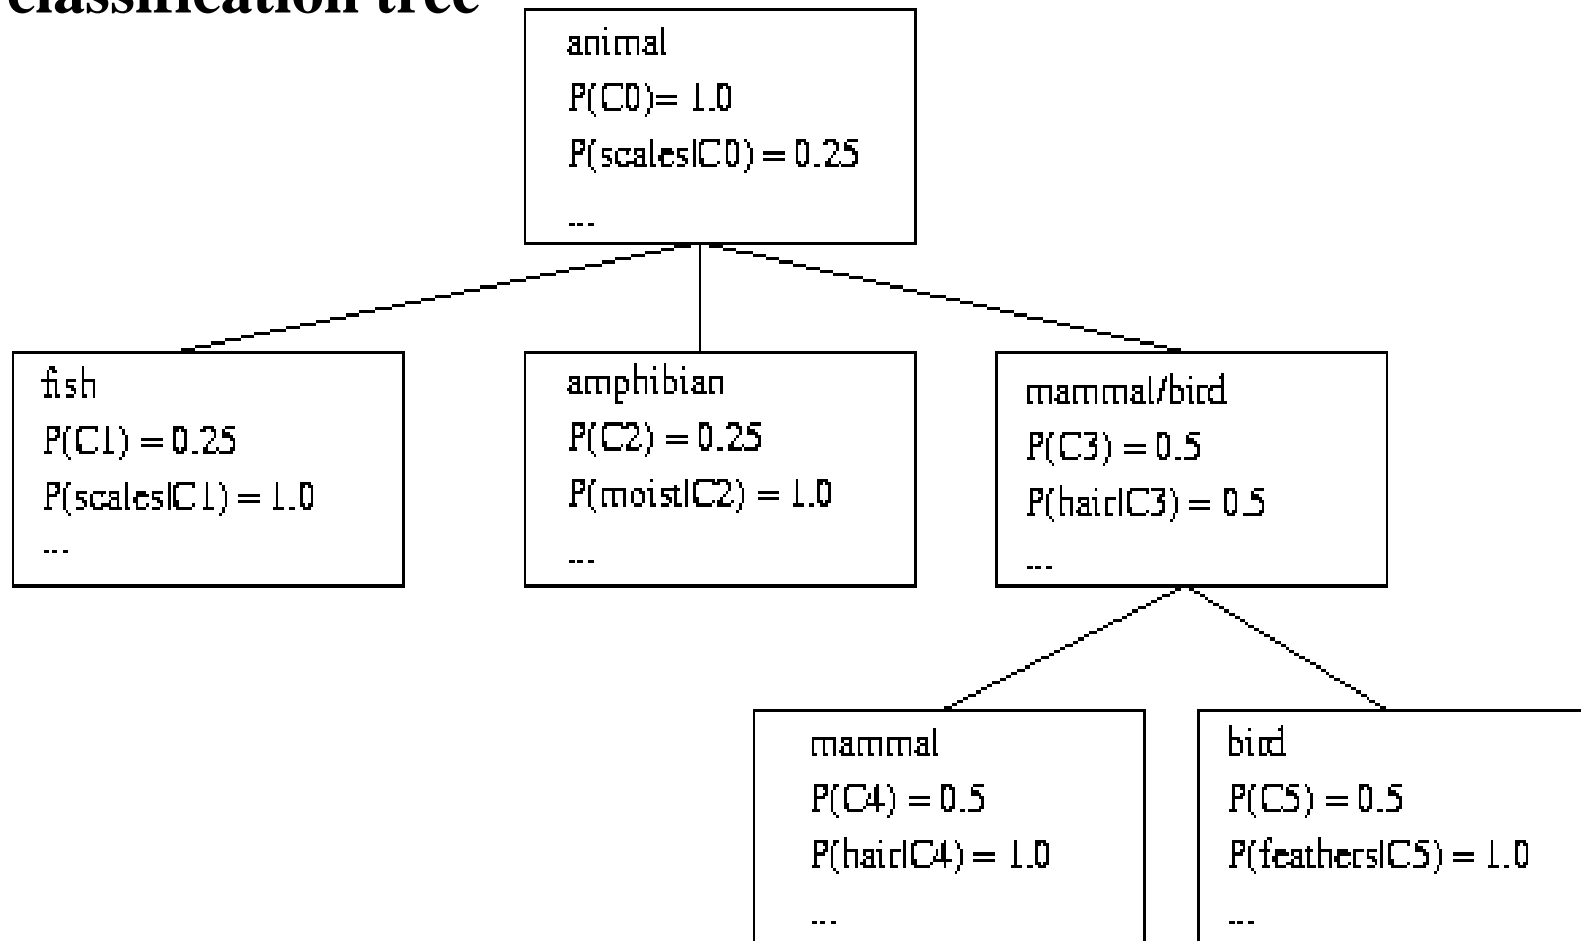 classification tree
animal
P(C0)= 1.0
P(scales|C0) = 0.25
...
fish
P(C1) = 0.25
P(scales|C1) = 1.0
...
amphibian
P(C2) = 0.25
P(moist|C2) = 1.0
...
mammal/bird
P(C3) = 0.5
P(hair|C3) = 0.5
...
mammal
P(C4) = 0.5
P(hair|C4) = 1.0
...
bird
P(C5) = 0.5
P(feathers|C5) = 1.0
...